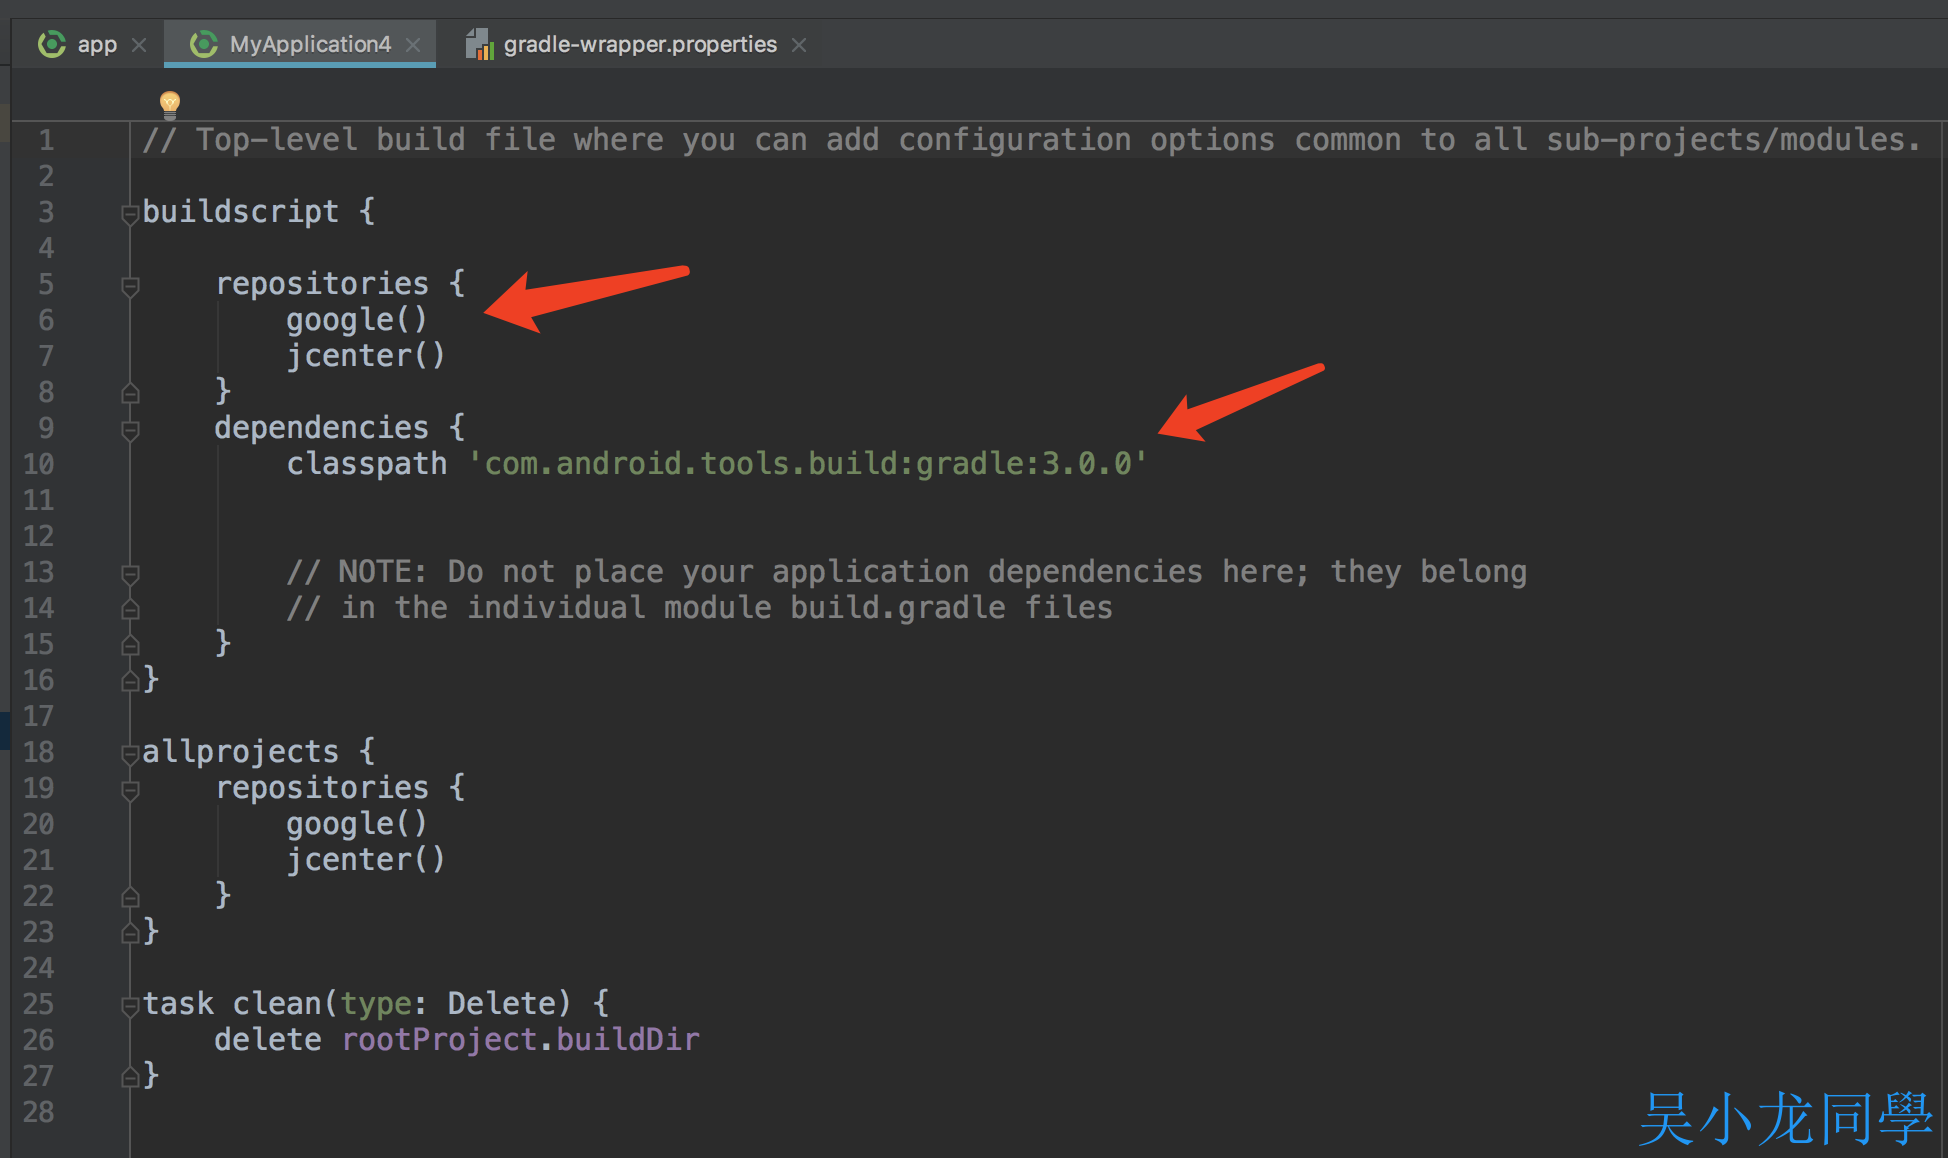 app
MyApplication4
gradle-wrapper.properties
1 // Top-level build file where you can add configuration options common to all sub-projects/modules.
2
3 buildscript {
4
5     repositories {
6         google()
7         jcenter()
8     }
9     dependencies {
10         classpath 'com.android.tools.build:gradle:3.0.0'
11
12
13         // NOTE: Do not place your application dependencies here; they belong
14         // in the individual module build.gradle files
15     }
16 }
17
18 allprojects {
19     repositories {
20         google()
21         jcenter()
22     }
23 }
24
25 task clean(type: Delete) {
26     delete rootProject.buildDir
27 }
28
吴小龙同學